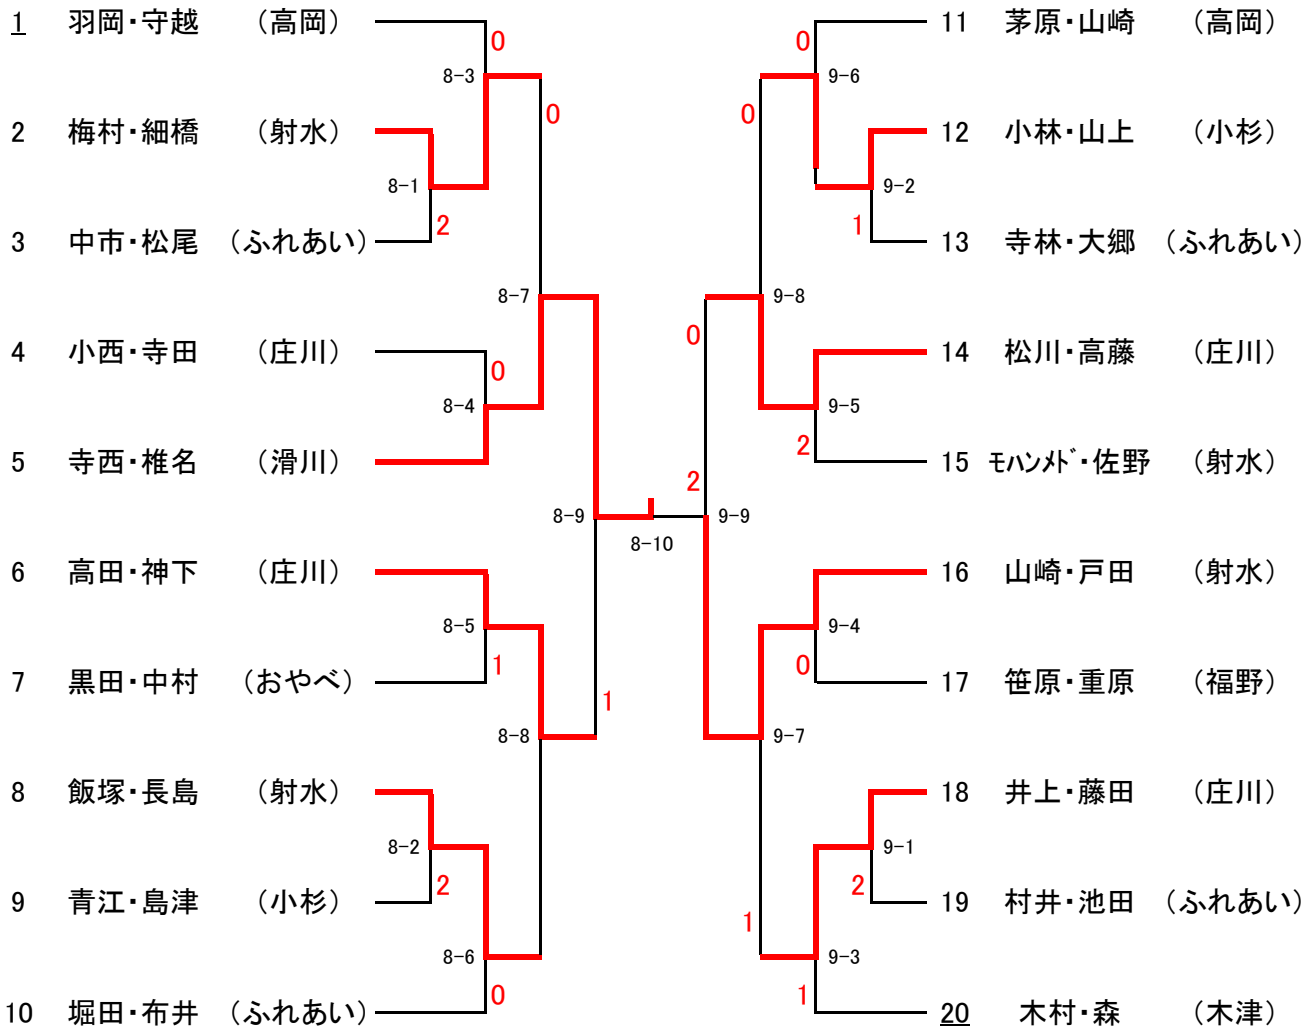 1 羽岡・守越 （高岡） 0 0 11 茅原・山崎 （高岡）
8-3 9-6
0 0
2 梅村・細橋 （射水） 12 小林・山上 （小杉）
8-1 9-2
2 1
3 中市・松尾 （ふれあい） 13 寺林・大郷 （ふれあい）
8-7 9-8
0
4 小西・寺田 （庄川） 14 松川・高藤 （庄川）
0
8-4 9-5
2
5 寺西・椎名 （滑川） 15 ﾓﾊﾝﾒﾄﾞ・佐野 （射水）
2
8-9 9-9
8-10
6 高田・神下 （庄川） 16 山崎・戸田 （射水）
8-5 9-4
1 0
7 黒田・中村 （おやべ） 17 笹原・重原 （福野）
1
8-8 9-7
8 飯塚・長島 （射水） 18 井上・藤田 （庄川）
8-2 9-1
2 2
9 青江・島津 （小杉） 19 村井・池田 （ふれあい）
1
8-6 9-3
0 1
10 堀田・布井 （ふれあい） 20 木村・森 （木津）